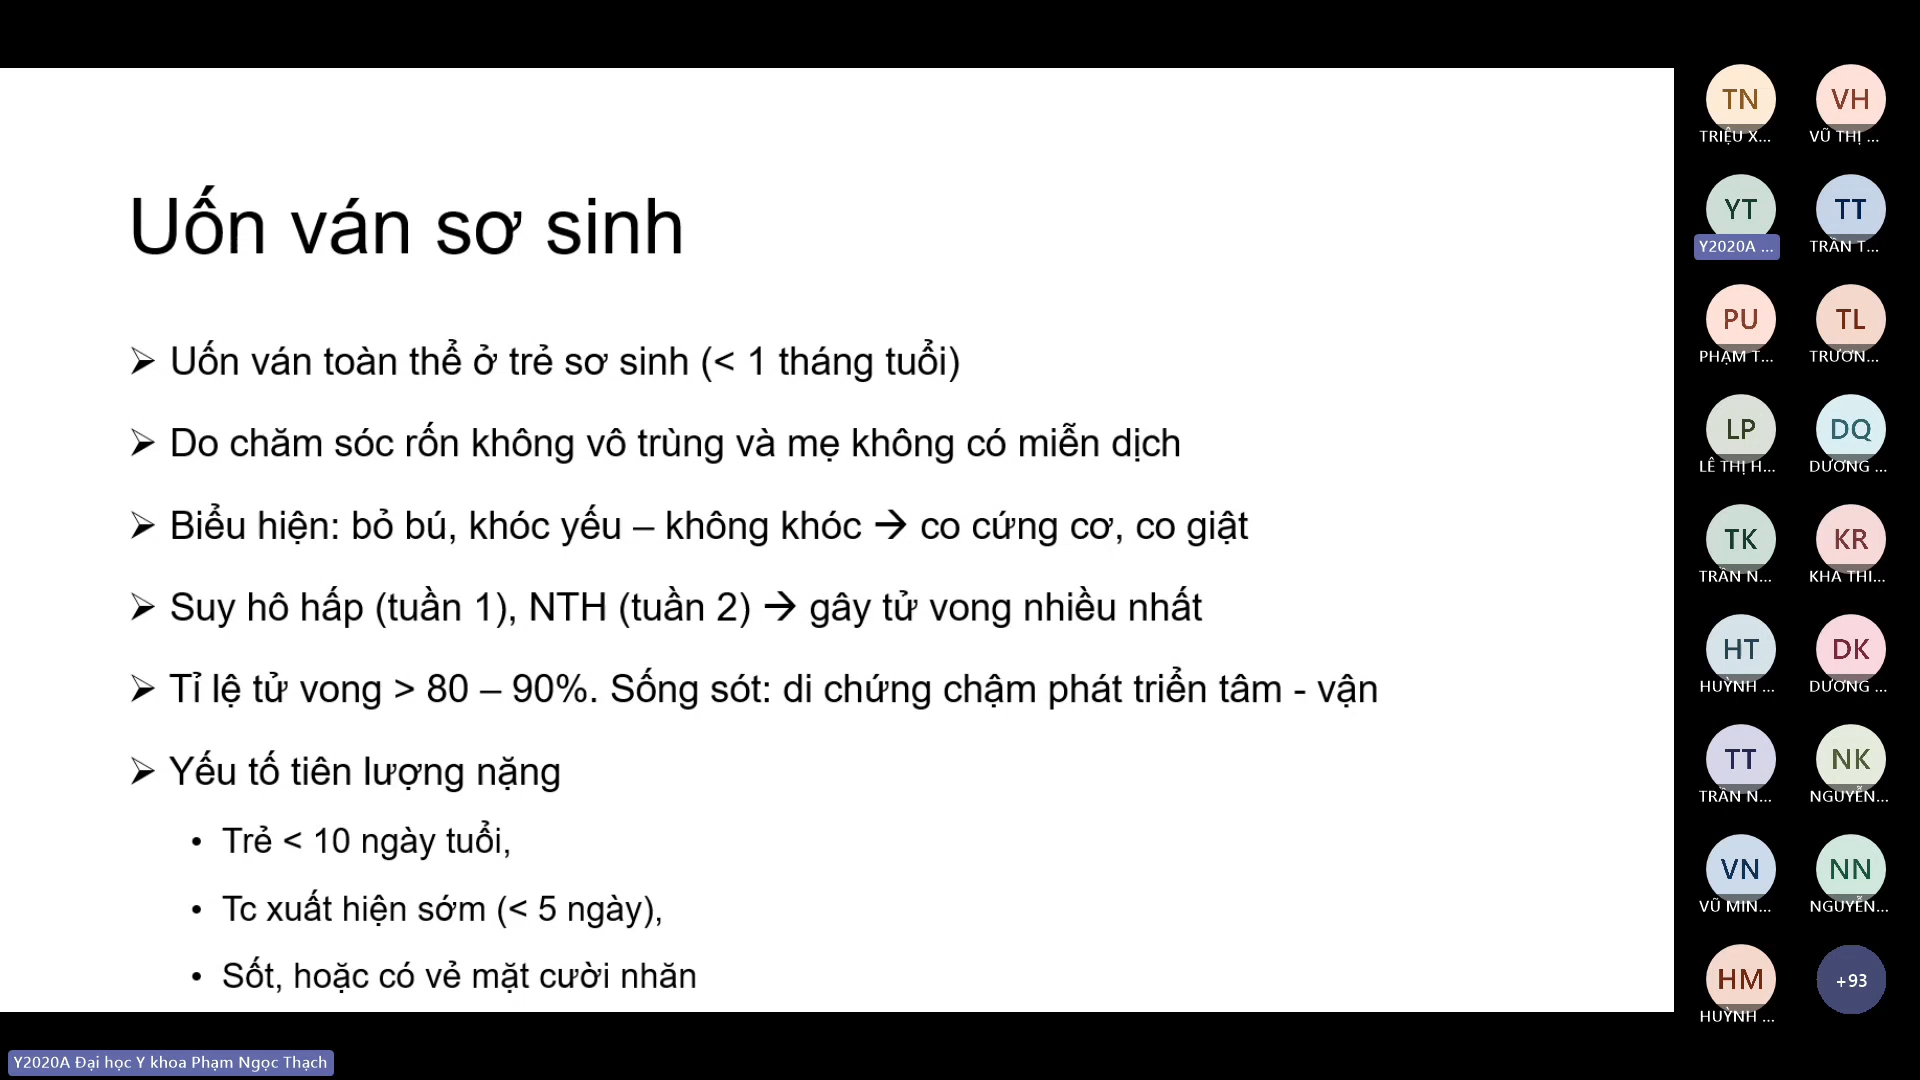 Uốn ván sơ sinh
➢ Uốn ván toàn thể ở trẻ sơ sinh (< 1 tháng tuổi)
➢ Do chăm sóc rốn không vô trùng và mẹ không có miễn dịch
➢ Biểu hiện: bỏ bú, khóc yếu – không khóc → co cứng cơ, co giật
➢ Suy hô hấp (tuần 1), NTH (tuần 2) → gây tử vong nhiều nhất
➢ Tỉ lệ tử vong > 80 – 90%. Sống sót: di chứng chậm phát triển tâm - vận
➢ Yếu tố tiên lượng nặng
• Trẻ < 10 ngày tuổi,
• Tc xuất hiện sớm (< 5 ngày),
• Sốt, hoặc có vẻ mặt cười nhăn
TN
TRIỆU X...
VH
VŨ THỊ ...
YT
Y2020A ...
TT
TRẦN T...
PU
PHẠM T...
TL
TRƯƠN...
LP
LÊ THỊ H...
DQ
DƯƠNG ...
TK
TRẦN N...
KR
KHA THI...
HT
HUỲNH ...
DK
DƯƠNG ...
TT
TRẦN N...
NK
NGUYỄN...
VN
VŨ MIN...
NN
NGUYỄN...
HM
HUỲNH ...
+93
Y2020A Đại học Y khoa Phạm Ngọc Thạch